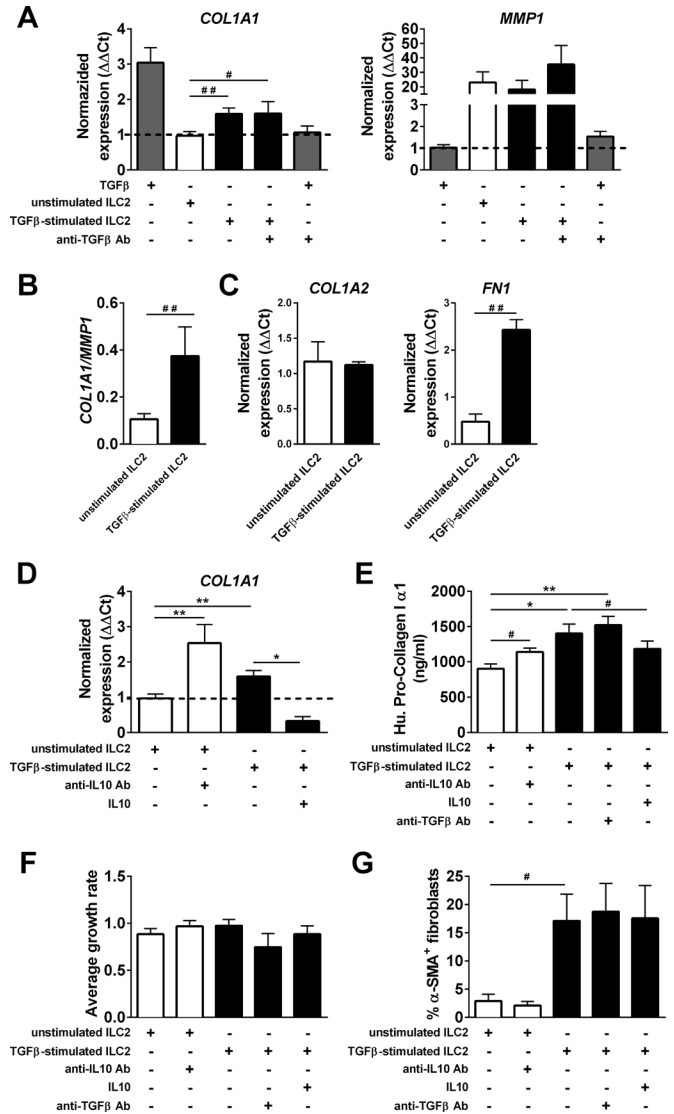 A
COL1A1
MMP1
Normazided expression (ΔΔCt)
4
3
2
1
0
#
# #
Normalized expression (ΔΔCt)
60
50
40
30
20
10
2
1
0
TGFβ + - - - +
unstimulated ILC2 - + - - -
TGFβ-stimulated ILC2 - - + + -
anti-TGFβ Ab - - - + +
+ - - - +
- + - - -
- - + + -
- - - + +
B
COL1A1/MMP1
0.6
0.4
0.2
0.0
# #
unstimulated ILC2
TGFβ-stimulated ILC2
C
COL1A2
Normalized expression (ΔΔCt)
2.0
1.5
1.0
0.5
0
unstimulated ILC2
TGFβ-stimulated ILC2
FN1
Normalized expression (ΔΔCt)
3
2
1
0
# #
unstimulated ILC2
TGFβ-stimulated ILC2
D
COL1A1
Normalized expression (ΔΔCt)
4
3
2
1
0
**
**
*
unstimulated ILC2 + + - -
TGFβ-stimulated ILC2 - - + +
anti-IL10 Ab - + - -
IL10 - - - +
E
Hu. Pro-Collagen I α1 (ng/ml)
2000
1500
1000
500
0
**
* #
#
unstimulated ILC2 + + - - -
TGFβ-stimulated ILC2 - - + + +
anti-IL10 Ab - + - - -
IL10 - - - - +
anti-TGFβ Ab - - - + -
F
Average growth rate
1.5
1.0
0.5
0.0
unstimulated ILC2 + + - - -
TGFβ-stimulated ILC2 - - + + +
anti-IL10 Ab - + - - -
IL10 - - - - +
anti-TGFβ Ab - - - + -
G
% α-SMA+ fibroblasts
25
20
15
10
5
0
#
unstimulated ILC2 + + - - -
TGFβ-stimulated ILC2 - - + + +
anti-IL10 Ab - + - - -
IL10 - - - - +
anti-TGFβ Ab - - - + -